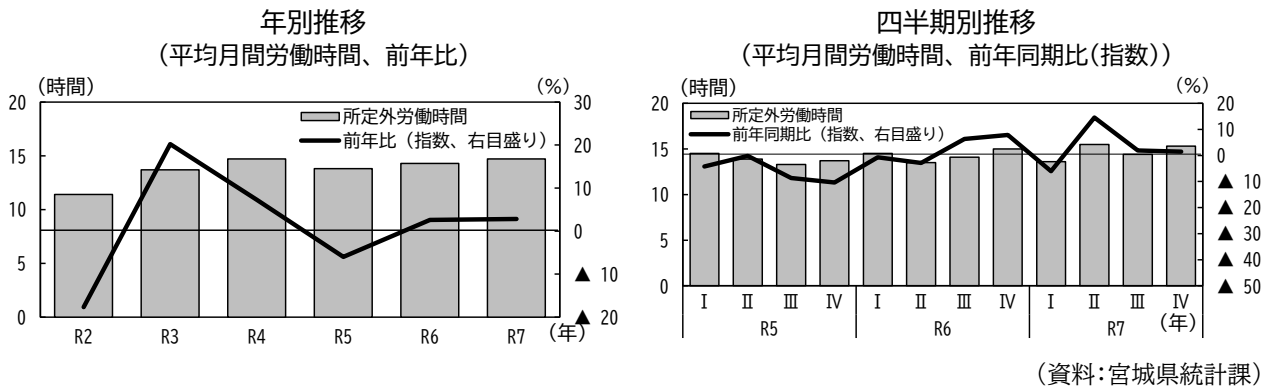 年別推移
(平均月間労働時間、前年比)
(時間)
(%)
所定外労働時間
前年比(指数、右目盛り)
20
15
10
5
0
30
20
10
0
▲ 10
▲ 20
R2 R3 R4 R5 R6 R7 (年)
四半期別推移
(平均月間労働時間、前年同期比(指数))
(時間)
(%)
所定外労働時間
前年同期比(指数、右目盛り)
20
15
10
5
0
20
10
0
▲ 10
▲ 20
▲ 30
▲ 40
▲ 50
Ⅰ Ⅱ Ⅲ Ⅳ Ⅰ Ⅱ Ⅲ Ⅳ Ⅰ Ⅱ Ⅲ Ⅳ
R5 R6 R7 (年)
(資料:宮城県統計課)